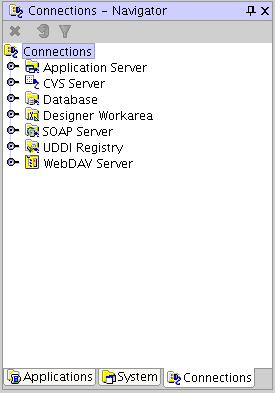 Connections - Navigator
Connections
Application Server
CVS Server
Database
Designer Workarea
SOAP Server
UDDI Registry
WebDAV Server
Applications System Connections